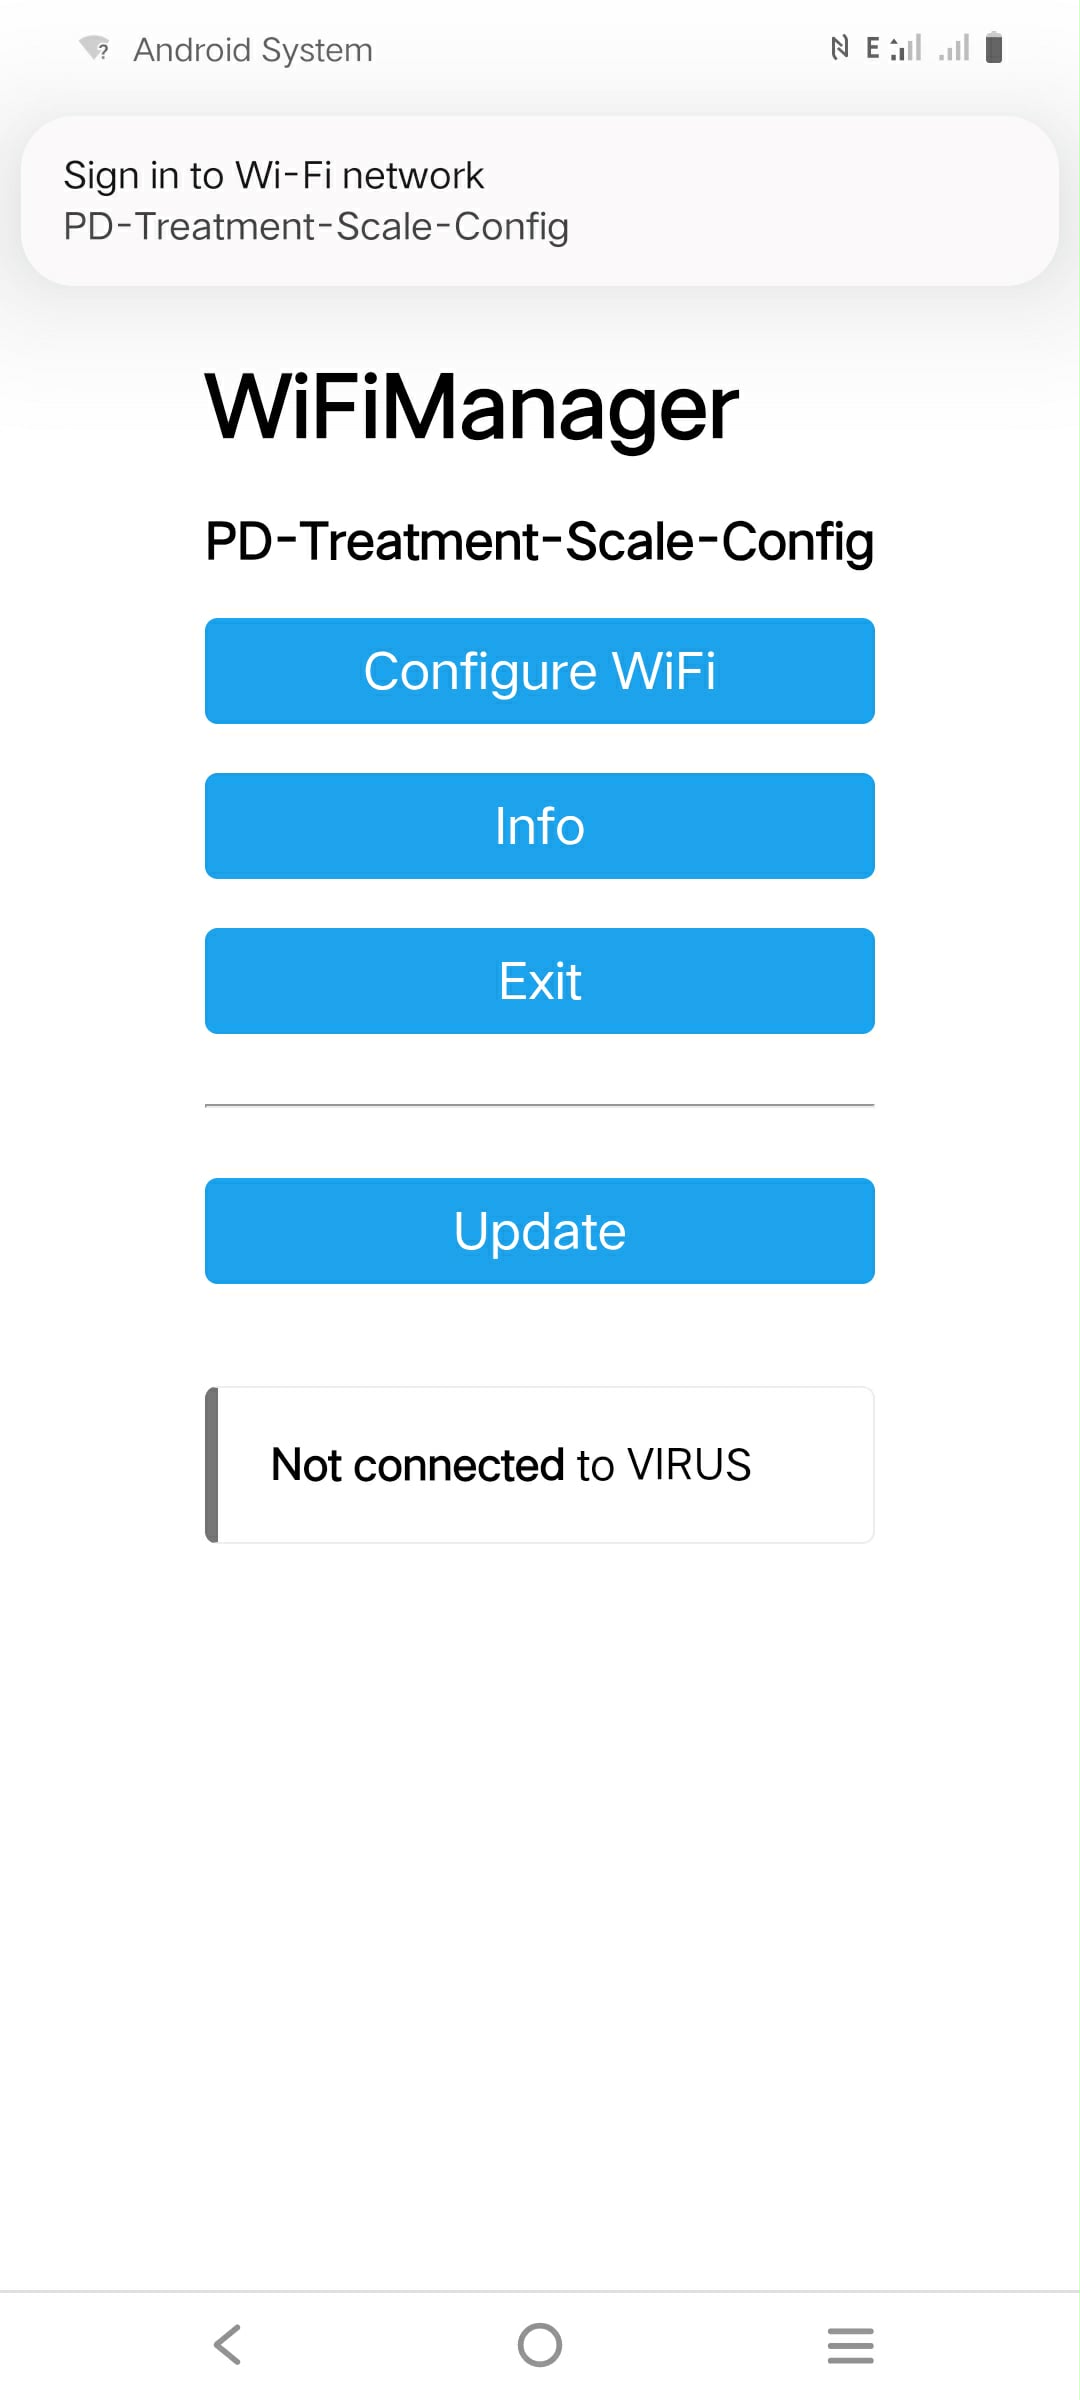 Android System
E
Sign in to Wi-Fi network
PD-Treatment-Scale-Config
WiFiManager
PD-Treatment-Scale-Config
Configure WiFi
Info
Exit
Update
Not connected to VIRUS